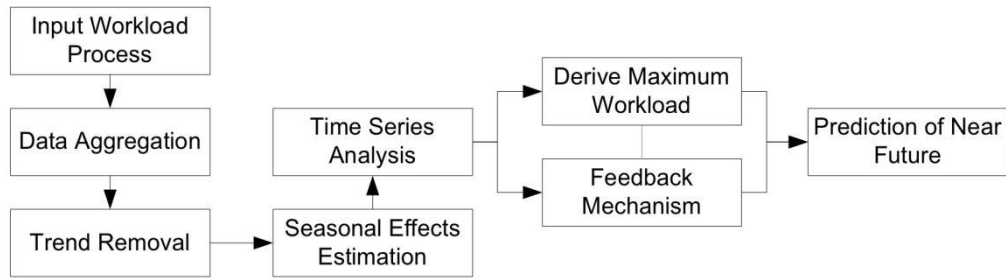 Input Workload
Process
Data Aggregation
Trend Removal
Seasonal Effects
Estimation
Time Series
Analysis
Derive Maximum
Workload
Feedback
Mechanism
Prediction of Near
Future